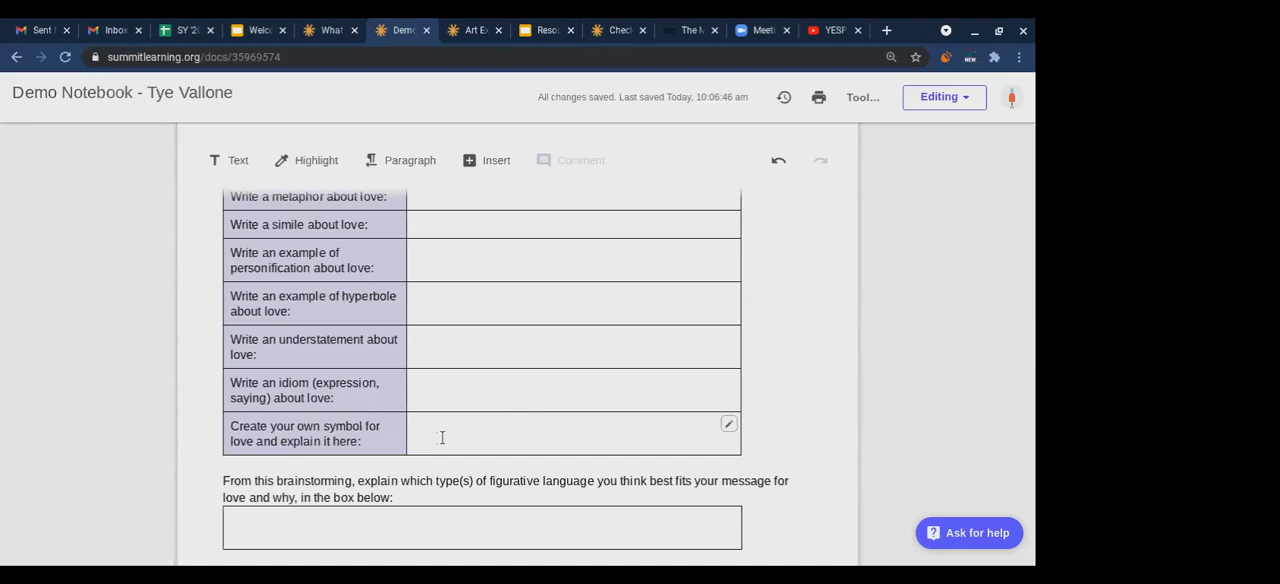 Sent
Inbox
SY '2
Welc
What
Demo
Art E
Resou
Check
The M
Meeti
YESP
summitlearning.org/docs/35969574
NEW
Demo Notebook - Tye Vallone
All changes saved. Last saved Today, 10:06:46 am
Tool...
Editing
Text
Highlight
Paragraph
Insert
Comment
Write a metaphor about love:
Write a simile about love:
Write an example of
personification about love:
Write an example of hyperbole
about love:
Write an understatement about
love:
Write an idiom (expression,
saying) about love:
Create your own symbol for
love and explain it here:
From this brainstorming, explain which type(s) of figurative language you think best fits your message for
love and why, in the box below:
Ask for help